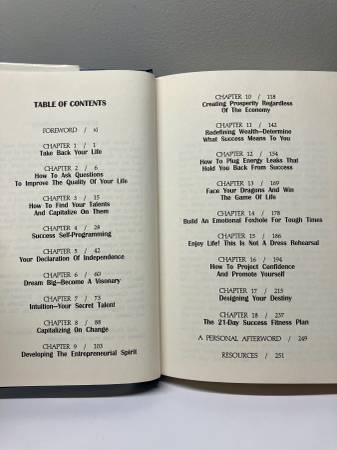 TABLE OF CONTENTS
FOREWORD / xi
CHAPTER 1 / 1
Take Back Your Life
CHAPTER 2 / 6
How To Ask Questions
To Improve The Quality Of Your Life
CHAPTER 3 / 15
How To Find Your Talents
And Capitalize On Them
CHAPTER 4 / 28
Success Self-Programming
CHAPTER 5 / 42
Your Declaration Of Independence
CHAPTER 6 / 60
Dream Big—Become A Visonary
CHAPTER 7 / 73
Intuition—Your Secret Talent
CHAPTER 8 / 88
Capitalizing On Change
CHAPTER 9 / 103
Developing The Entrepreneurial Spirit
CHAPTER 10 / 118
Creating Prosperity Regardless
Of The Economy
CHAPTER 11 / 142
Redefining Wealth—Determine
What Success Means To You
CHAPTER 12 / 154
How To Plug Energy Leaks That
Hold You Back From Success
CHAPTER 13 / 169
Face Your Dragons And Win
The Game Of Life
CHAPTER 14 / 178
Build An Emotional Foxhole For Tough Times
CHAPTER 15 / 186
Enjoy Life! This Is Not A Dress Rehearsal
CHAPTER 16 / 194
How To Project Confidence
And Promote Yourself
CHAPTER 17 / 215
Designing Your Destiny
CHAPTER 18 / 237
The 21-Day Success Fitness Plan
A PERSONAL AFTERWORD / 249
RESOURCES / 251